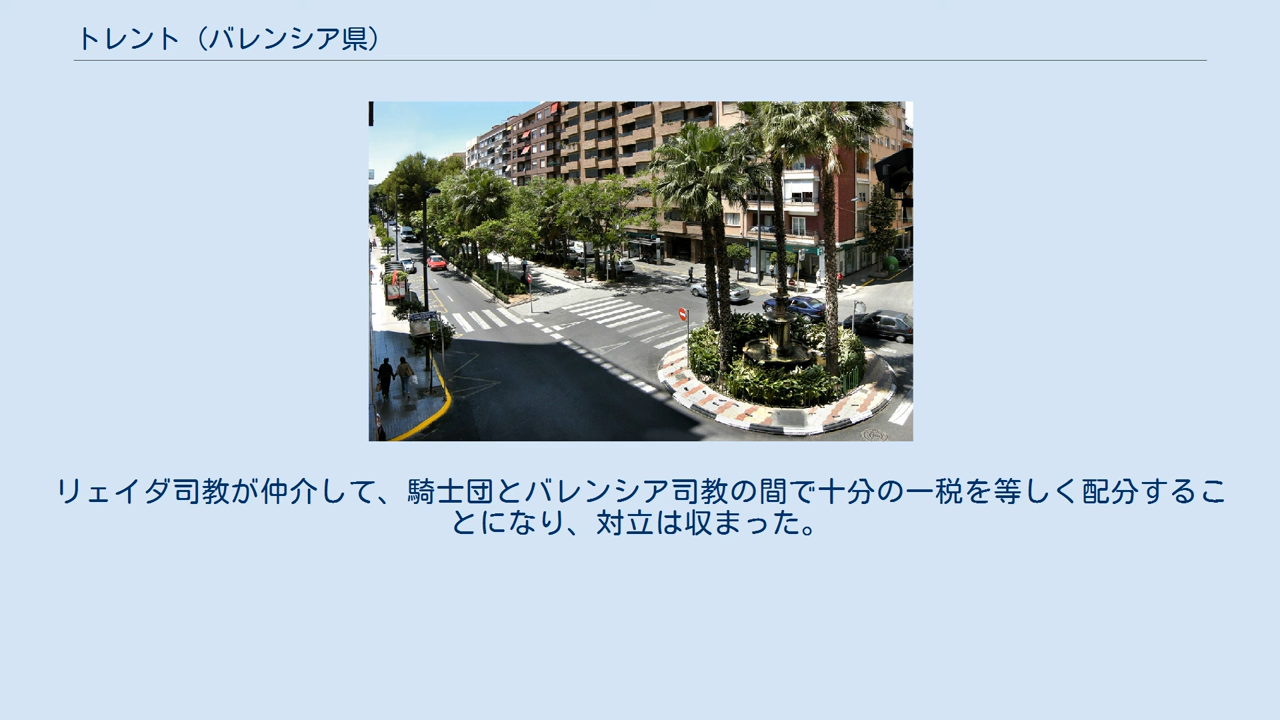 トレント（バレンシア県）
リェイダ司教が仲介して、騎士団とバレンシア司教の間で十分の一税を等しく配分するこ
とになり、対立は収まった。